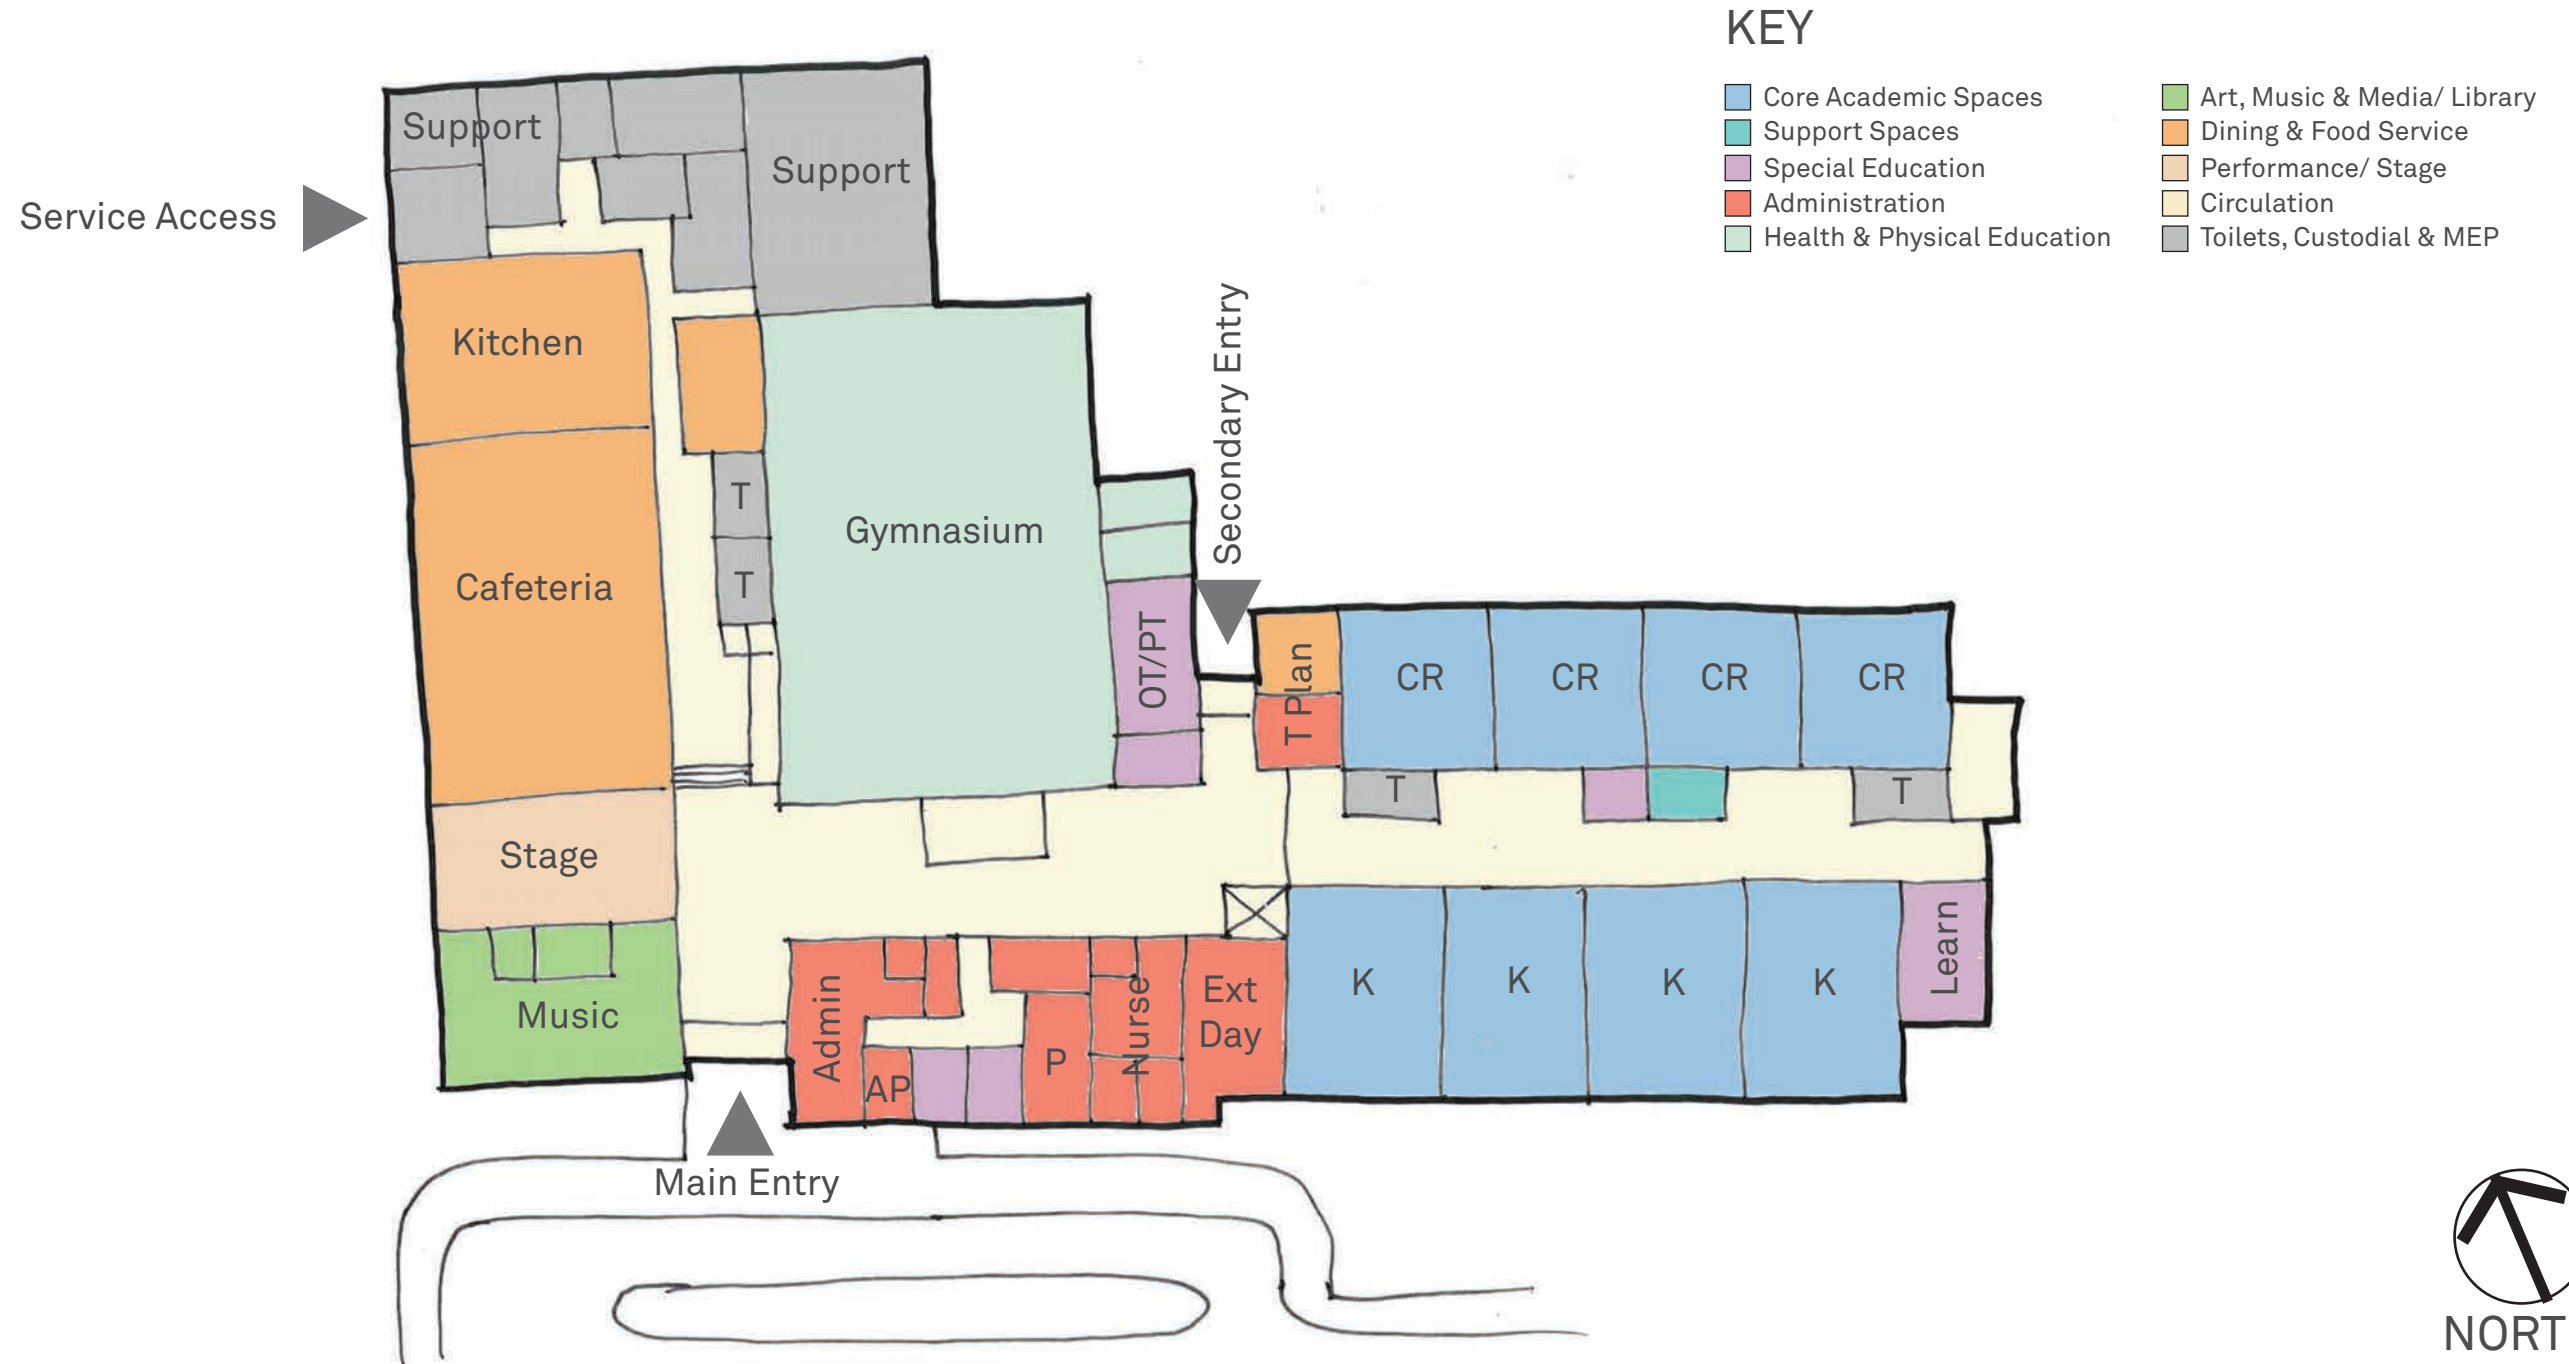 KEY
Core Academic Spaces
Support Spaces
Special Education
Administration
Health & Physical Education
Art, Music & Media/ Library
Dining & Food Service
Performance/ Stage
Circulation
Toilets, Custodial & MEP
Support
Support
Service Access
Kitchen
Secondary Entry
T
Gymnasium
T
Cafeteria
OT/PT
T Plan
CR
CR
CR
CR
T
T
Stage
Music
Admin
AP
P
Nurse
Ext
Day
K
K
K
K
Learn
Main Entry
NORT